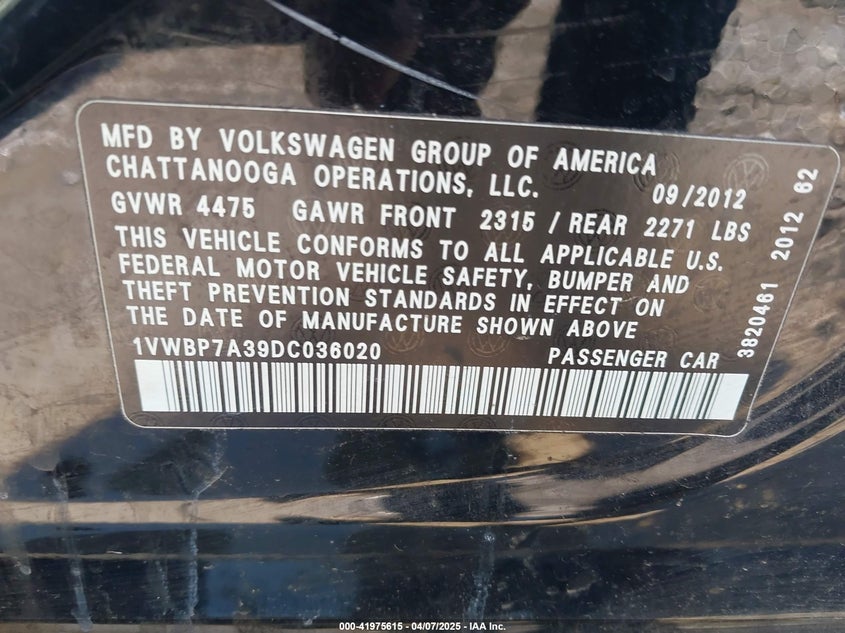 MFD BY VOLKSWAGEN GROUP OF AMERICA
CHATTANOOGA OPERATIONS, LLC. 09/2012
GVWR 4475 GAWR FRONT 2315 / REAR 2271 LBS
THIS VEHICLE CONFORMS TO ALL APPLICABLE U.S.
FEDERAL MOTOR VEHICLE SAFETY, BUMPER AND
THEFT PREVENTION STANDARDS IN EFFECT ON
THE DATE OF MANUFACTURE SHOWN ABOVE
1VWBP7A39DC036020 PASSENGER CAR
3820461 2012 62
000-41975615 - 04/07/2025 - IAA Inc.